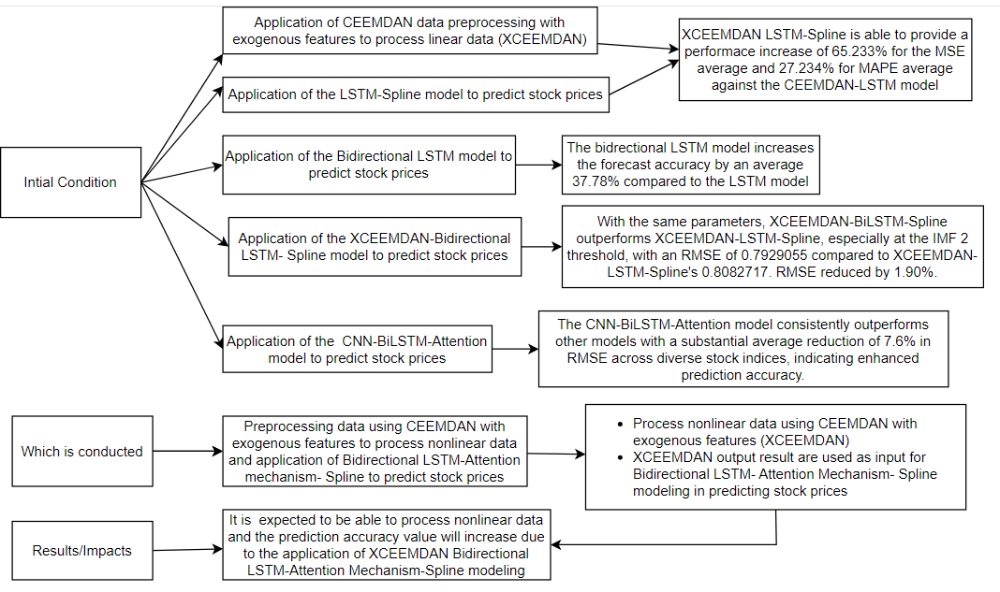 Application of CEEMDAN data preprocessing with
exogenous features to process linear data (XCEEMDAN)
XCEEMDAN LSTM-Spline is able to provide a
performace increase of 65.233% for the MSE
average and 27.234% for MAPE average
against the CEEMDAN-LSTM model
Application of the LSTM-Spline model to predict stock prices
Intial Condition
Application of the Bidirectional LSTM model to
predict stock prices
The bidrectional LSTM model increases
the forecast accuracy by an average
37.78% compared to the LSTM model
Application of the XCEEMDAN-Bidirectional
LSTM- Spline model to predict stock prices
With the same parameters, XCEEMDAN-BiLSTM-Spline
outperforms XCEEMDAN-LSTM-Spline, especially at the IMF 2
threshold, with an RMSE of 0.7929055 compared to XCEEMDAN-
LSTM-Spline's 0.8082717. RMSE reduced by 1.90%.
Application of the CNN-BiLSTM-Attention
model to predict stock prices
The CNN-BiLSTM-Attention model consistently outperforms
other models with a substantial average reduction of 7.6% in
RMSE across diverse stock indices, indicating enhanced
prediction accuracy.
Which is conducted
Preprocessing data using CEEMDAN with
exogenous features to process nonlinear data
and application of Bidirectional LSTM-Attention
mechanism- Spline to predict stock prices
• Process nonlinear data using CEEMDAN with
exogenous features (XCEEMDAN)
• XCEEMDAN output result are used as input for
Bidirectional LSTM- Attention Mechanism- Spline
modeling in predicting stock prices
Results/Impacts
It is expected to be able to process nonlinear data
and the prediction accuracy value will increase due
to the application of XCEEMDAN Bidirectional
LSTM-Attention Mechanism-Spline modeling